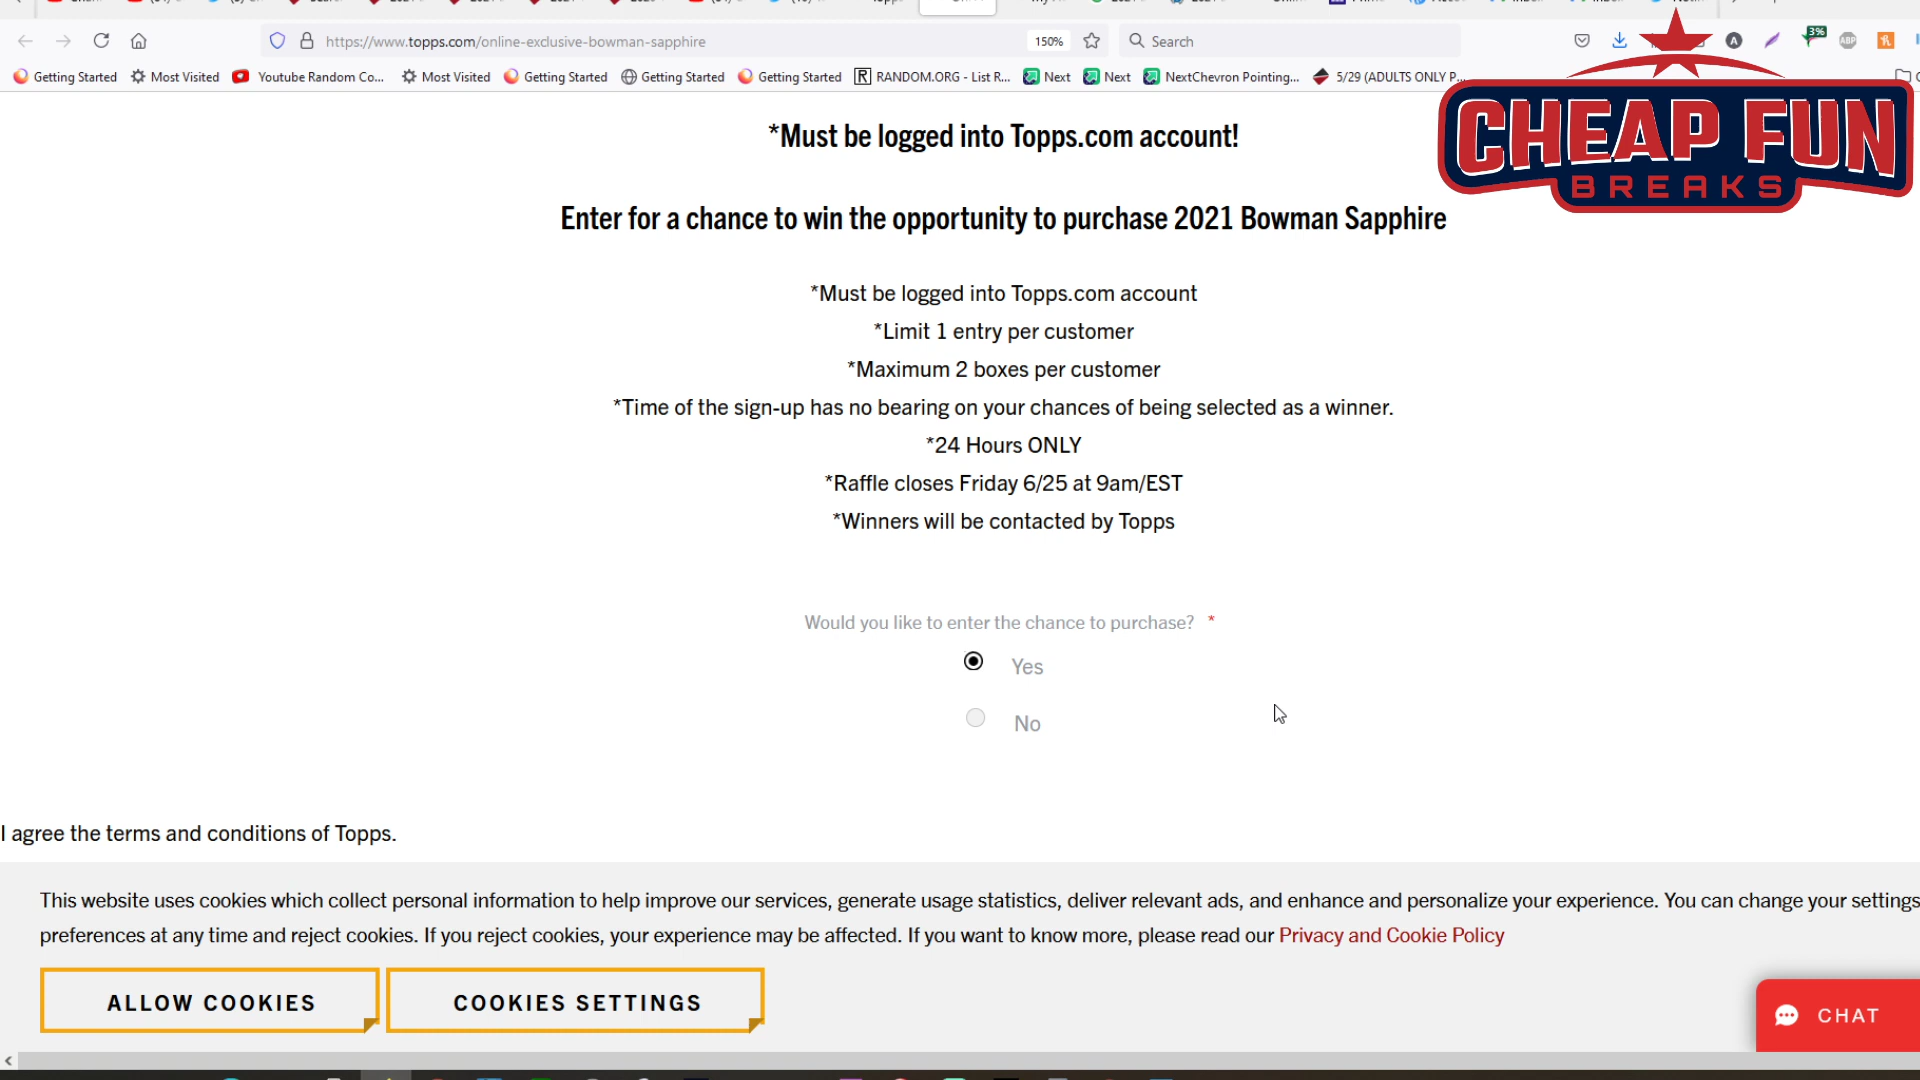 https://www.topps.com/online-exclusive-bowman-sapphire
150%
Search
3%
A
ABP
Getting Started
Most Visited
Youtube Random Co...
Most Visited
Getting Started
Getting Started
Getting Started
R
RANDOM.ORG - List R...
Next
Next
NextChevron Pointing...
5/29 (ADULTS ONLY P...
CHEAP FUN
BREAKS
*Must be logged into Topps.com account!
Enter for a chance to win the opportunity to purchase 2021 Bowman Sapphire
*Must be logged into Topps.com account
*Limit 1 entry per customer
*Maximum 2 boxes per customer
*Time of the sign-up has no bearing on your chances of being selected as a winner.
*24 Hours ONLY
*Raffle closes Friday 6/25 at 9am/EST
*Winners will be contacted by Topps
Would you like to enter the chance to purchase? *
Yes
No
I agree the terms and conditions of Topps.
This website uses cookies which collect personal information to help improve our services, generate usage statistics, deliver relevant ads, and enhance and personalize your experience. You can change your settings
preferences at any time and reject cookies. If you reject cookies, your experience may be affected. If you want to know more, please read our Privacy and Cookie Policy
ALLOW COOKIES
COOKIES SETTINGS
CHAT